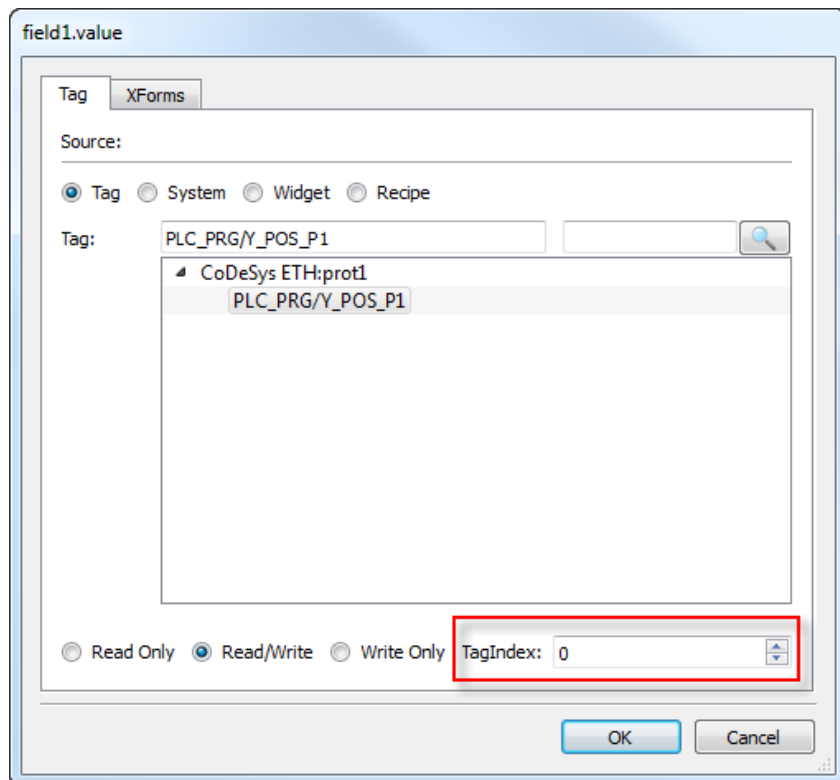 field1.value
Tag XForms
Source:
Tag System Widget Recipe
Tag: PLC_PRG/Y_POS_P1
CoDeSys ETH:prot1
PLC_PRG/Y_POS_P1
Read Only Read/Write Write Only TagIndex: 0
OK Cancel